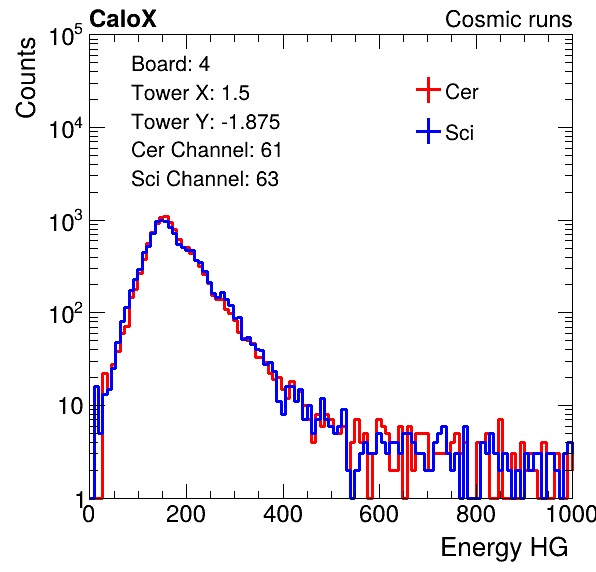 CaloX Cosmic runs
Counts
Board: 4
Tower X: 1.5
Tower Y: -1.875
Cer Channel: 61
Sci Channel: 63
Cer
Sci
10^5
10^4
10^3
10^2
10
1
0 200 400 600 800 1000
Energy HG